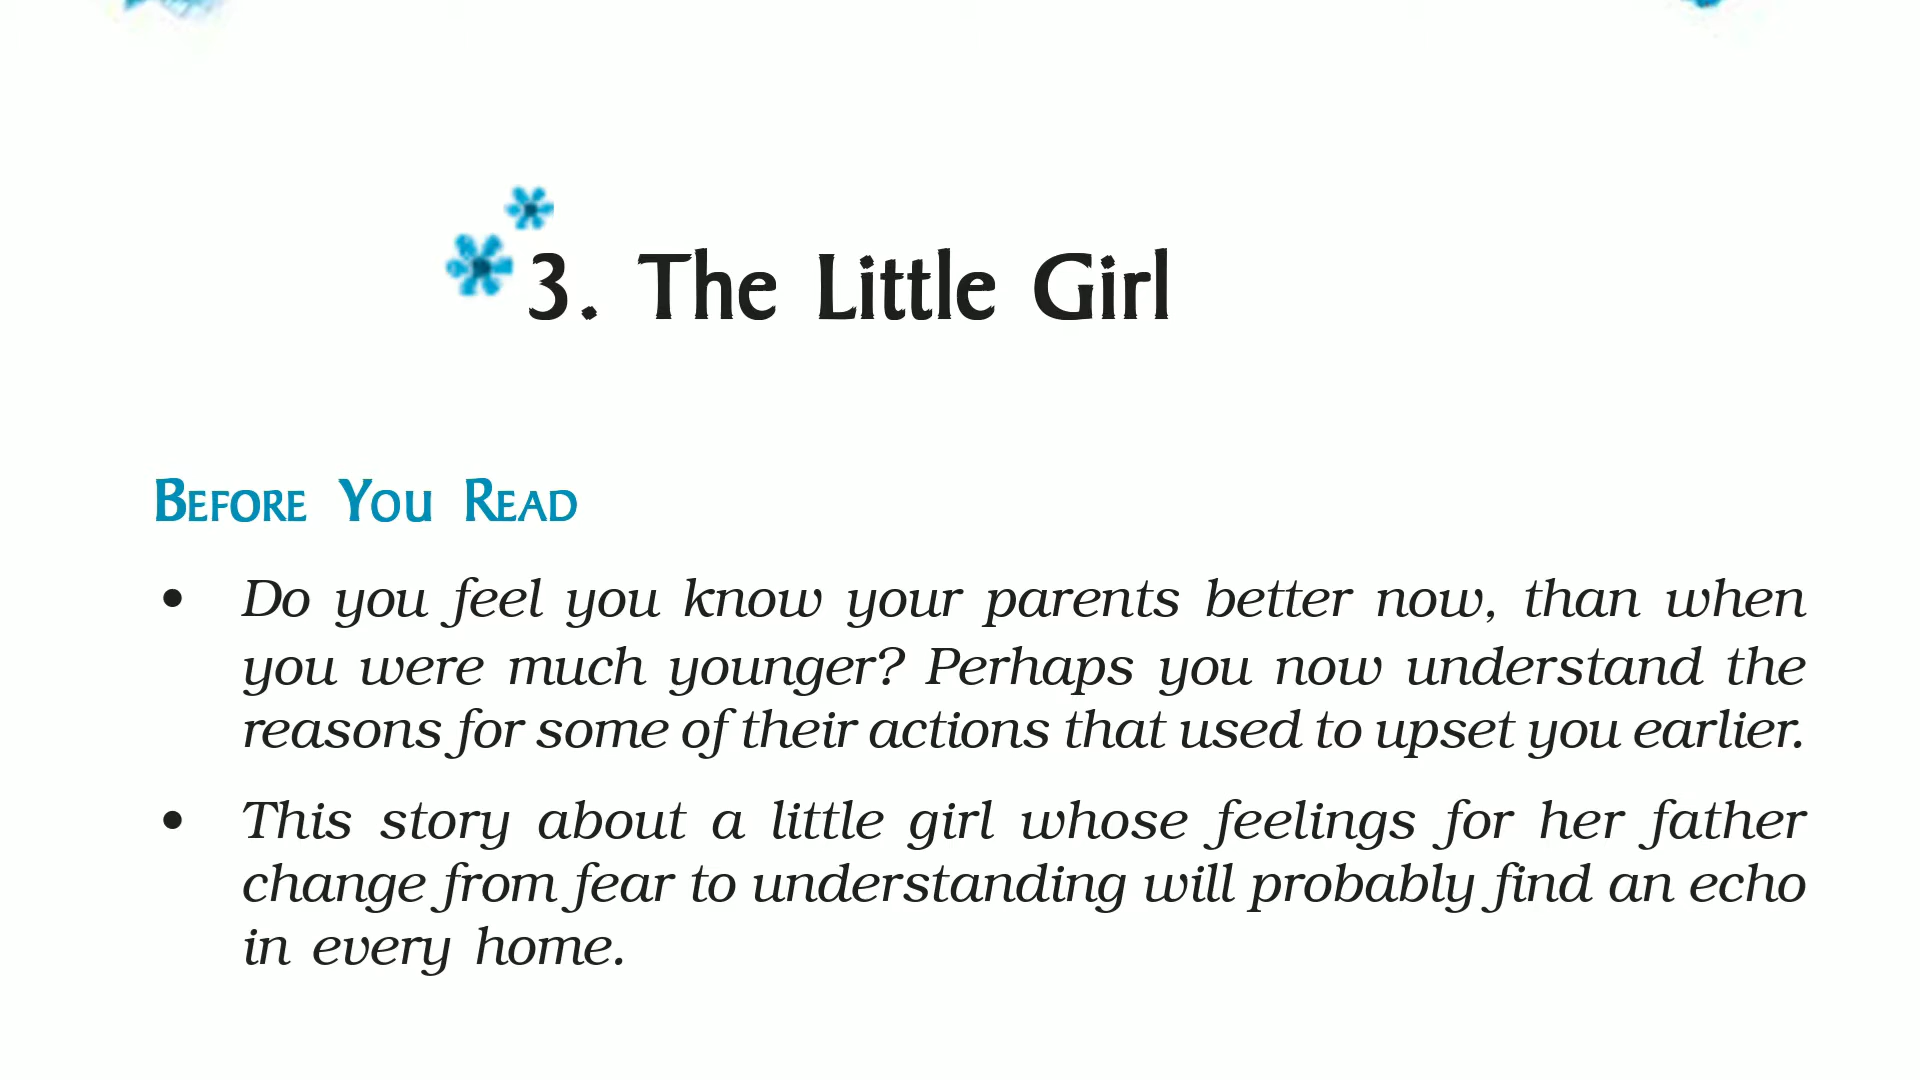 3. The Little Girl
BEFORE YOU READ
• Do you feel you know your parents better now, than when
you were much younger? Perhaps you now understand the
reasons for some of their actions that used to upset you earlier.
• This story about a little girl whose feelings for her father
change from fear to understanding will probably find an echo
in every home.